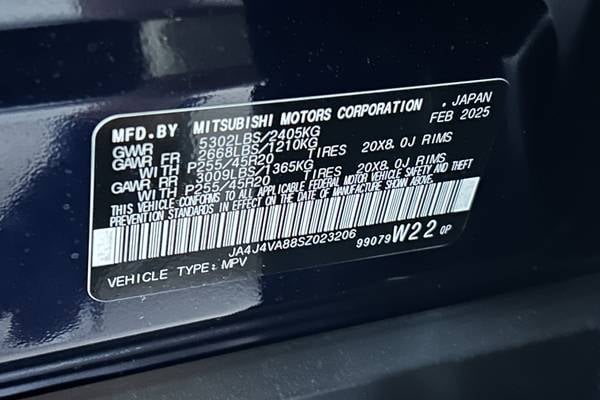 MFD.BY MITSUBISHI MOTORS CORPORATION , JAPAN
GVWR 5302LBS/2405KG FEB 2025
GAWR FR 2668LBS/1210KG
WITH P255/45R20 TIRES 20X8.0J RIMS
GAWR RR 3009LBS/1365KG
WITH P255/45R20 TIRES 20X8.0J RIMS
THIS VEHICLE CONFORMS TO ALL APPLICABLE FEDERAL MOTOR VEHICLE SAFETY, BUMPER AND THEFT
PREVENTION STANDARDS IN EFFECT ON THE DATE OF MANUFACTURE SHOWN ABOVE.
JA4J4VA88SZ023206
VEHICLE TYPE: MPV 99079 W22 0P